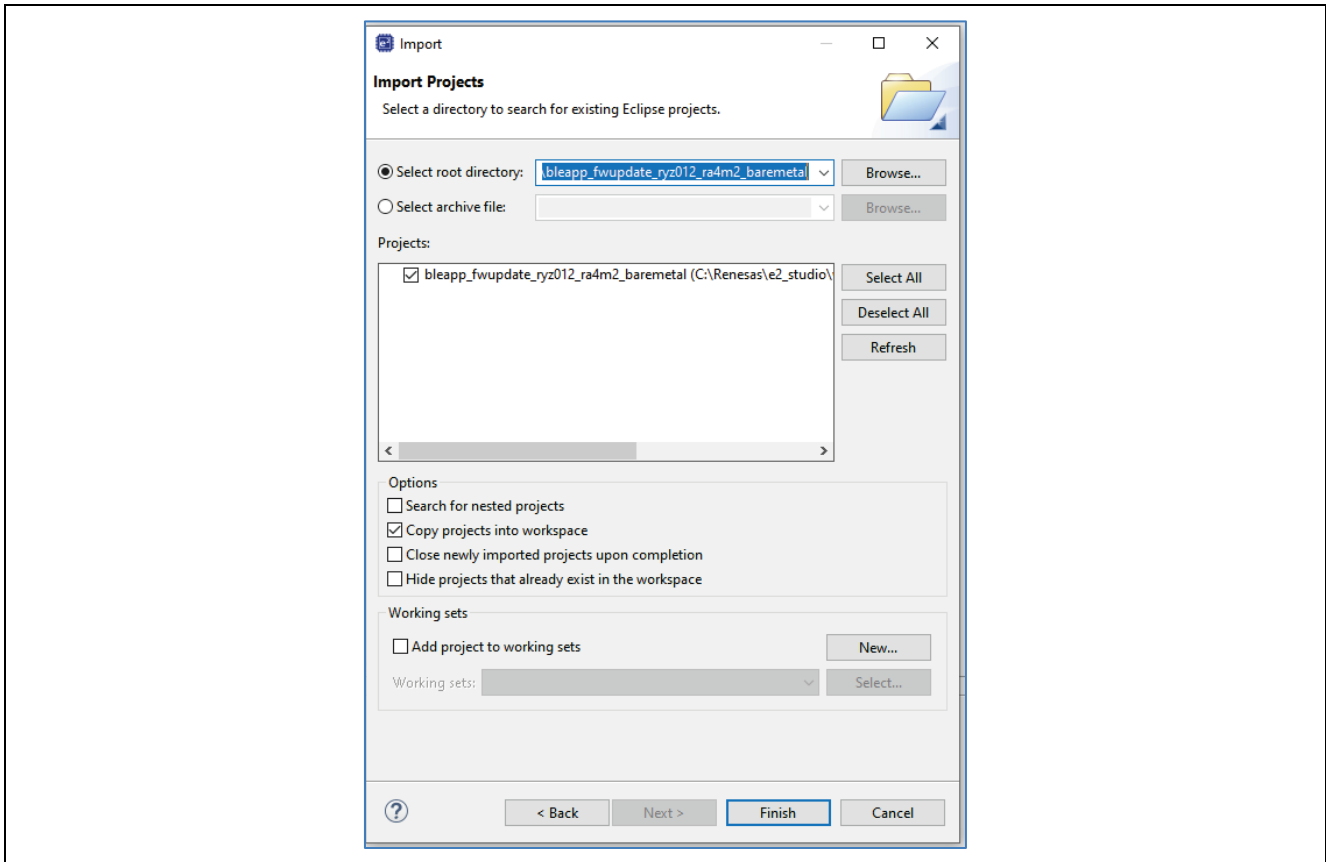 Import
Import Projects
Select a directory to search for existing Eclipse projects.
Select root directory: \bleapp_fwupdate_ryz012_ra4m2_baremetal Browse...
Select archive file: Browse...
Projects:
bleapp_fwupdate_ryz012_ra4m2_baremetal (C:\Renesas\e2_studio\ Select All
Deselect All
Refresh
Options
Search for nested projects
Copy projects into workspace
Close newly imported projects upon completion
Hide projects that already exist in the workspace
Working sets
Add project to working sets New...
Working sets: Select...
? < Back Next > Finish Cancel